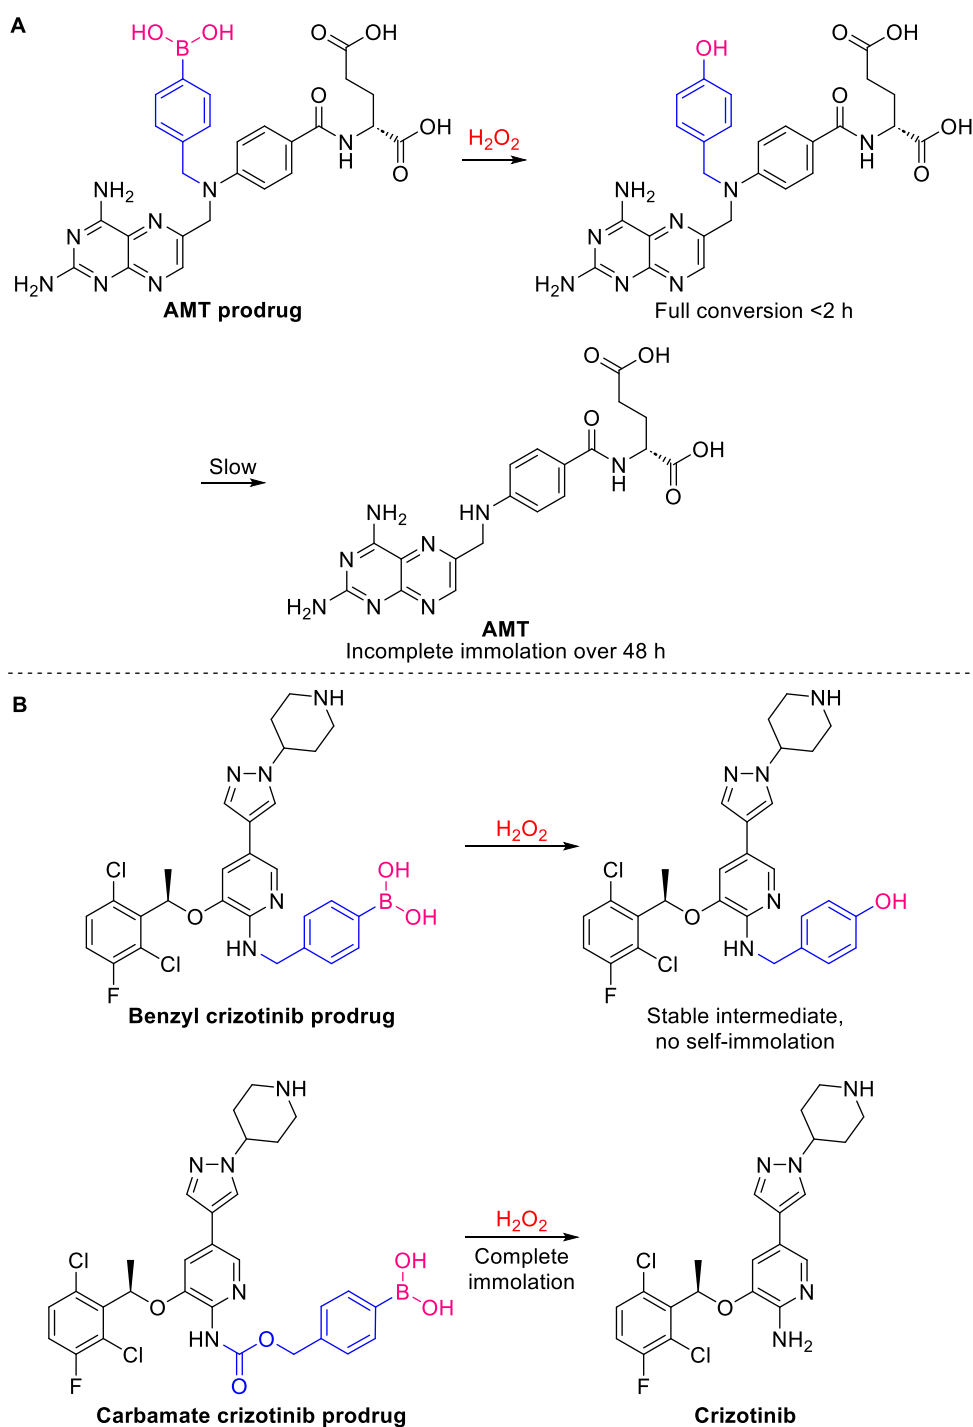 A
HO OH
B
O OH
O
N
H
OH
O
NH2
N
N
N
H2N
N
N
AMT prodrug
H2O2
OH
O OH
O
N
H
OH
O
NH2
N
N
N
H2N
N
N
Full conversion <2 h
Slow
O OH
O
N
H
OH
O
HN
NH2
N
N
H2N
N
N
AMT
Incomplete immolation over 48 h
B
NH
N N
Cl
O
N
HN
Cl
F
OH
B
OH
Benzyl crizotinib prodrug
H2O2
NH
N N
Cl
O
N
HN
Cl
F
OH
Stable intermediate,
no self-immolation
NH
N N
Cl
O
N
HN
O
O
Cl
F
OH
B
OH
Carbamate crizotinib prodrug
H2O2
Complete
immolation
NH
N N
Cl
O
N
NH2
Cl
F
Crizotinib